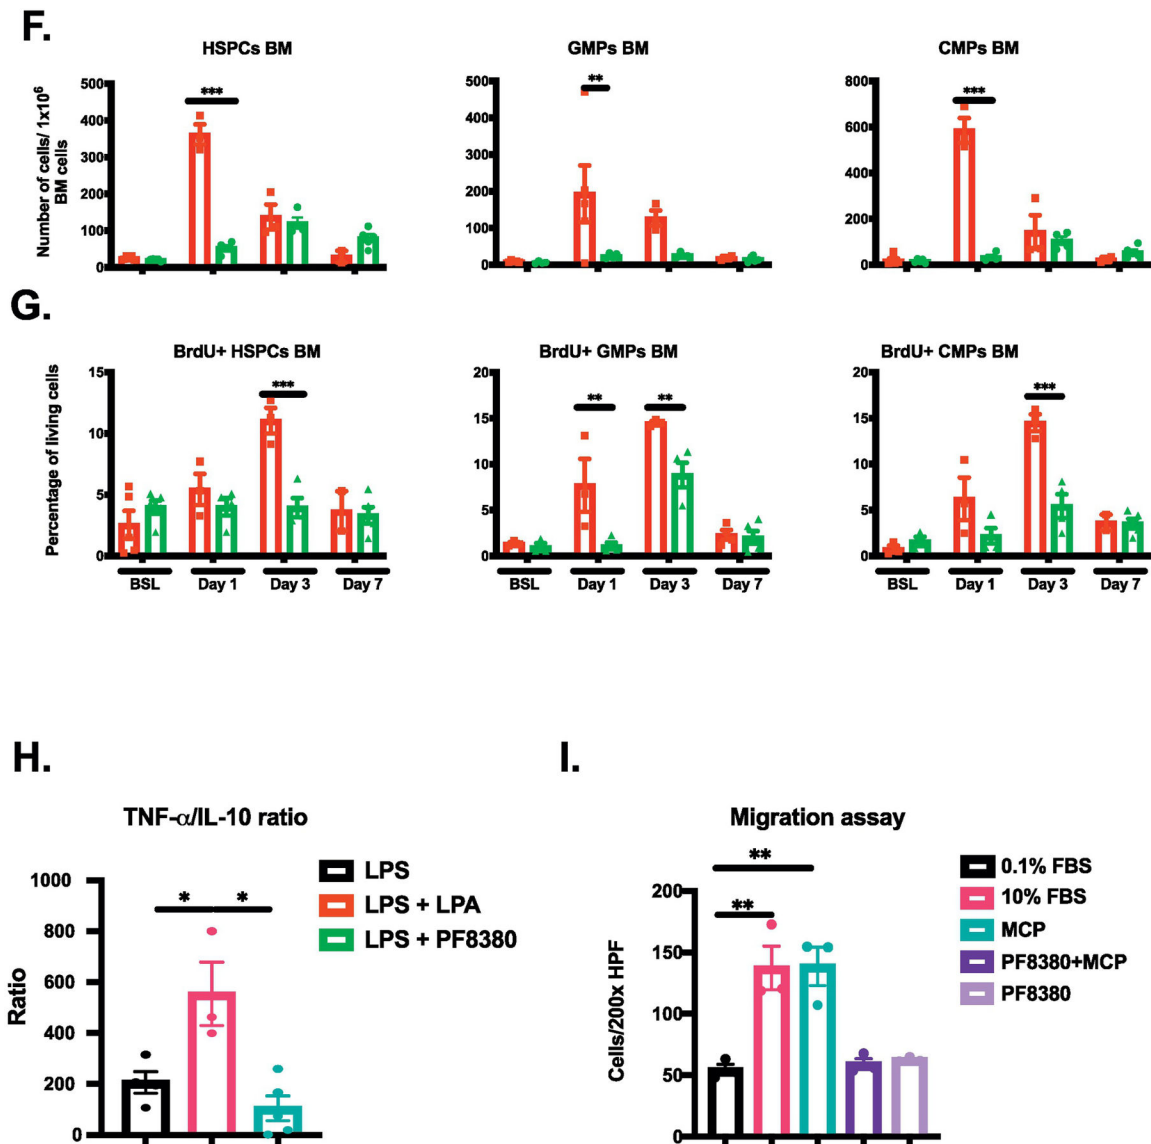 F.
HSPCs BM
GMPs BM
CMPs BM
Number of cells/ 1x10⁶
BM cells
500
400
300
200
100
0
***
500
400
300
200
100
0
**
800
600
400
200
0
***
G.
BrdU+ HSPCs BM
BrdU+ GMPs BM
BrdU+ CMPs BM
Percentage of living cells
15
10
5
0
***
20
15
10
5
0
** **
20
15
10
5
0
***
BSL Day 1 Day 3 Day 7
BSL Day 1 Day 3 Day 7
BSL Day 1 Day 3 Day 7
H.
TNF-α/IL-10 ratio
Ratio
1000
800
600
400
200
0
* *
LPS
LPS + LPA
LPS + PF8380
I.
Migration assay
Cells/200x HPF
200
150
100
50
0
**
**
0.1% FBS
10% FBS
MCP
PF8380+MCP
PF8380